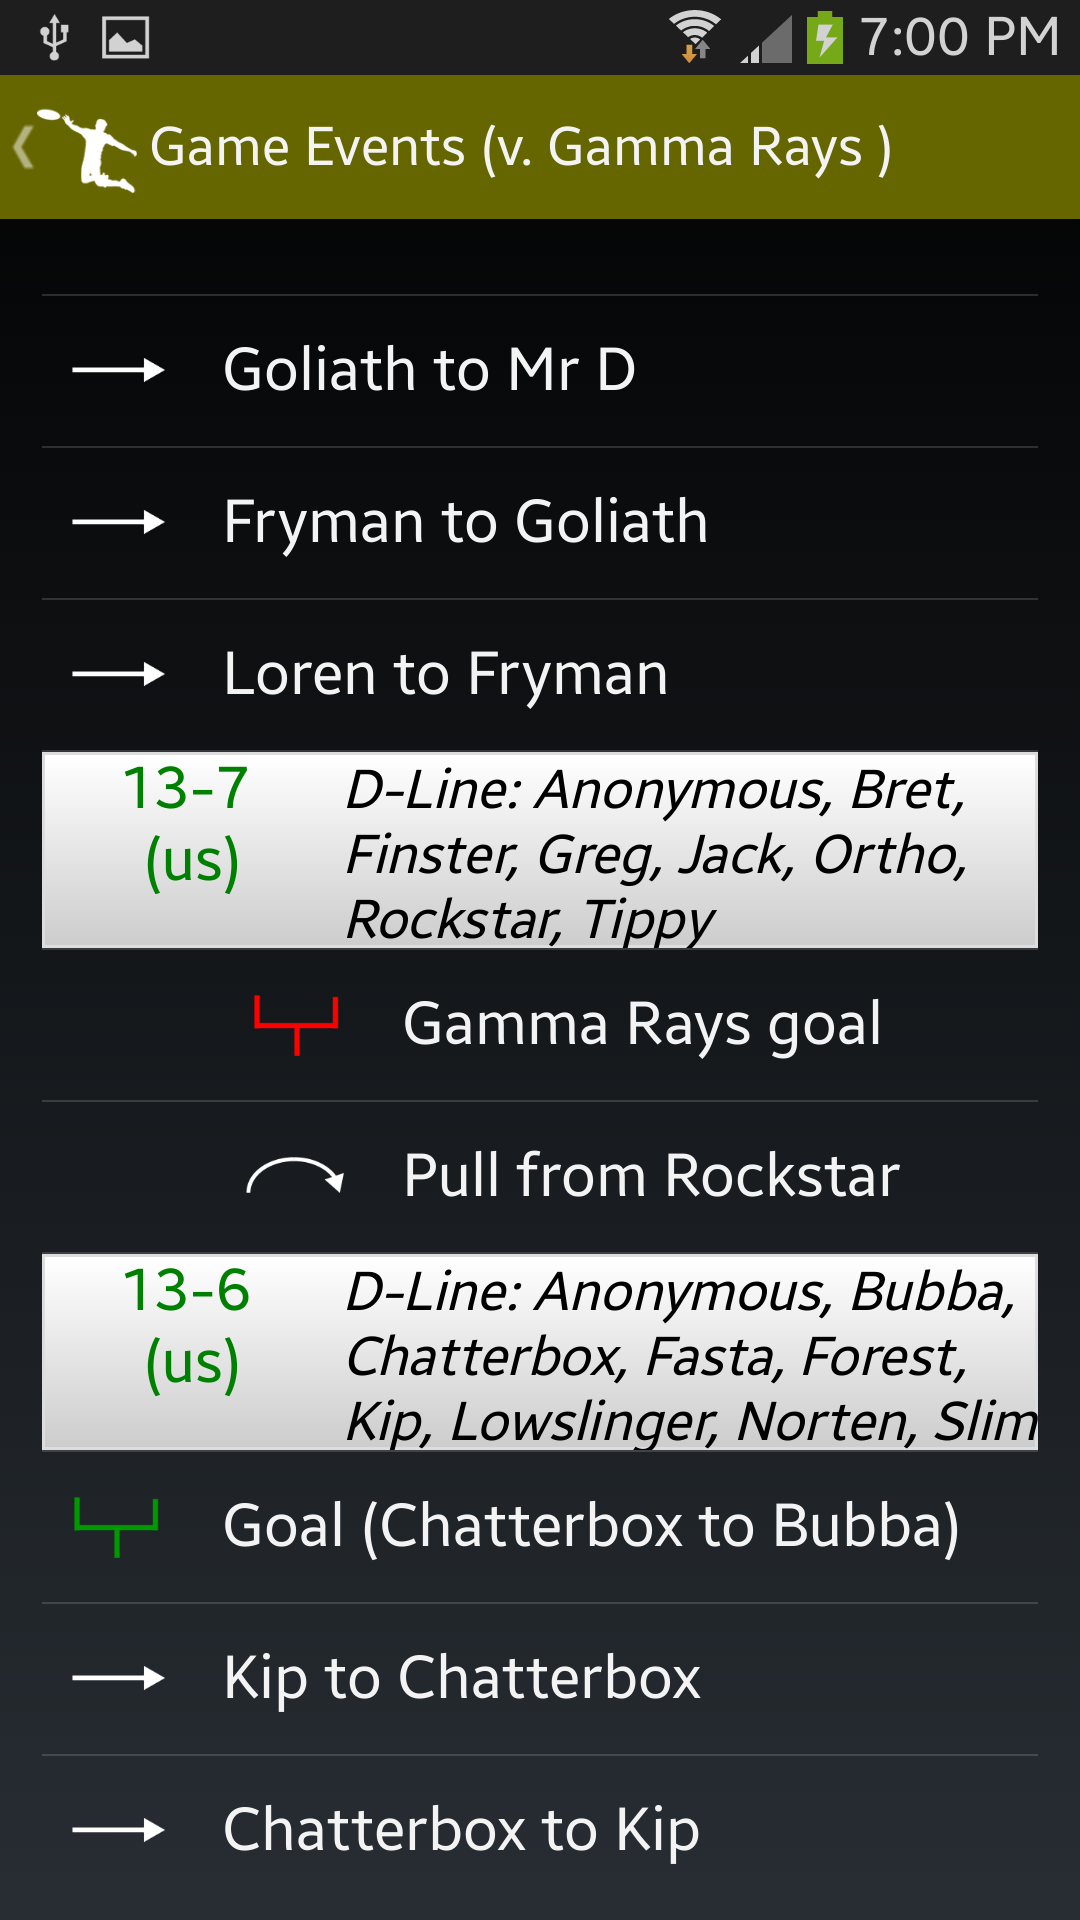 7:00 PM
Game Events (v. Gamma Rays )
Goliath to Mr D
Fryman to Goliath
Loren to Fryman
13-7
(us)
D-Line: Anonymous, Bret,
Finster, Greg, Jack, Ortho,
Rockstar, Tippy
Gamma Rays goal
Pull from Rockstar
13-6
(us)
D-Line: Anonymous, Bubba,
Chatterbox, Fasta, Forest,
Kip, Lowslinger, Norten, Slim
Goal (Chatterbox to Bubba)
Kip to Chatterbox
Chatterbox to Kip